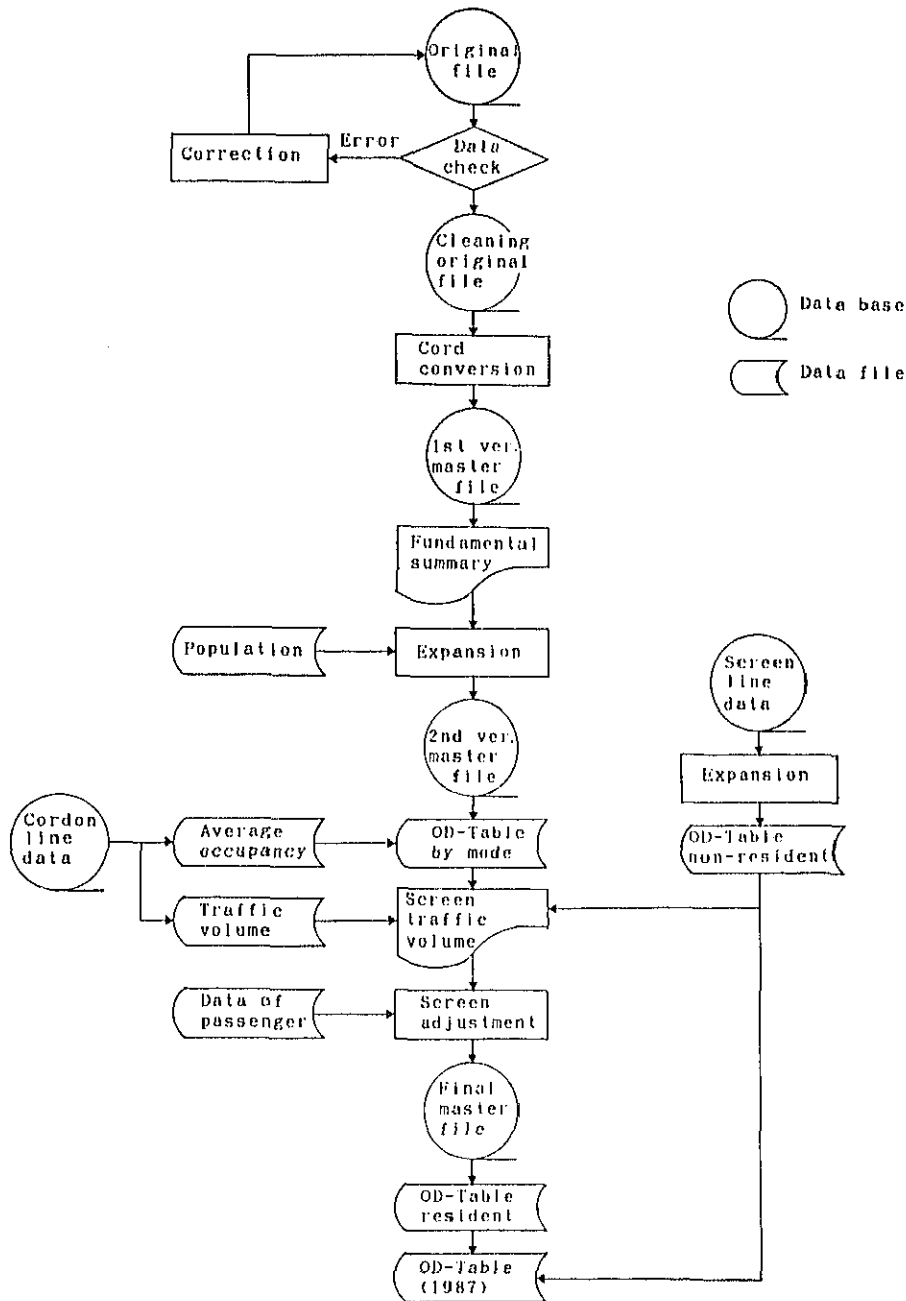 Original
file
Error
Correction
Data
check
Cleaning
original
file
Data base
Cord
conversion
Data file
1st ver.
master
file
Fundamental
summary
Population
Expansion
Screen
line
data
2nd ver.
master
file
Expansion
Cordon
line
data
Average
occupancy
OD-Table
by mode
OD-Table
non-resident
Traffic
volume
Screen
traffic
volume
Data of
passenger
Screen
adjustment
Final
master
file
OD-Table
resident
OD-Table
(1987)